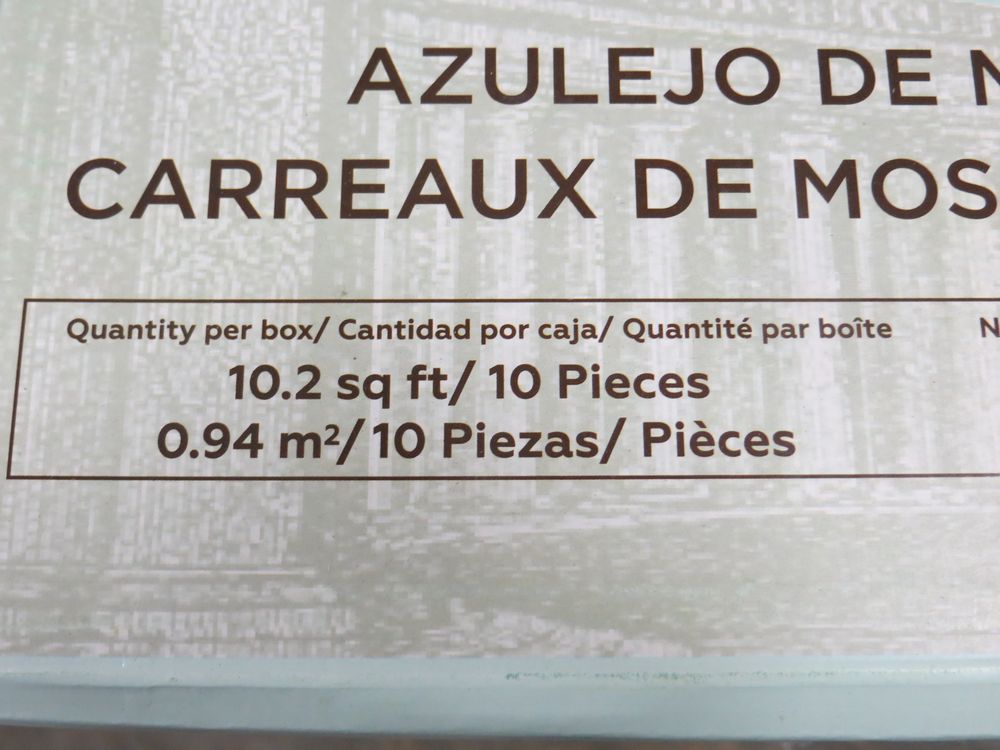 AZULEJO DE
CARREAUX DE
Quantity per box/ Cantidad por caja/ Quantité par boîte
10.2 sq ft/ 10 Pieces
0.94 m²/10 Piezas/ Pièces